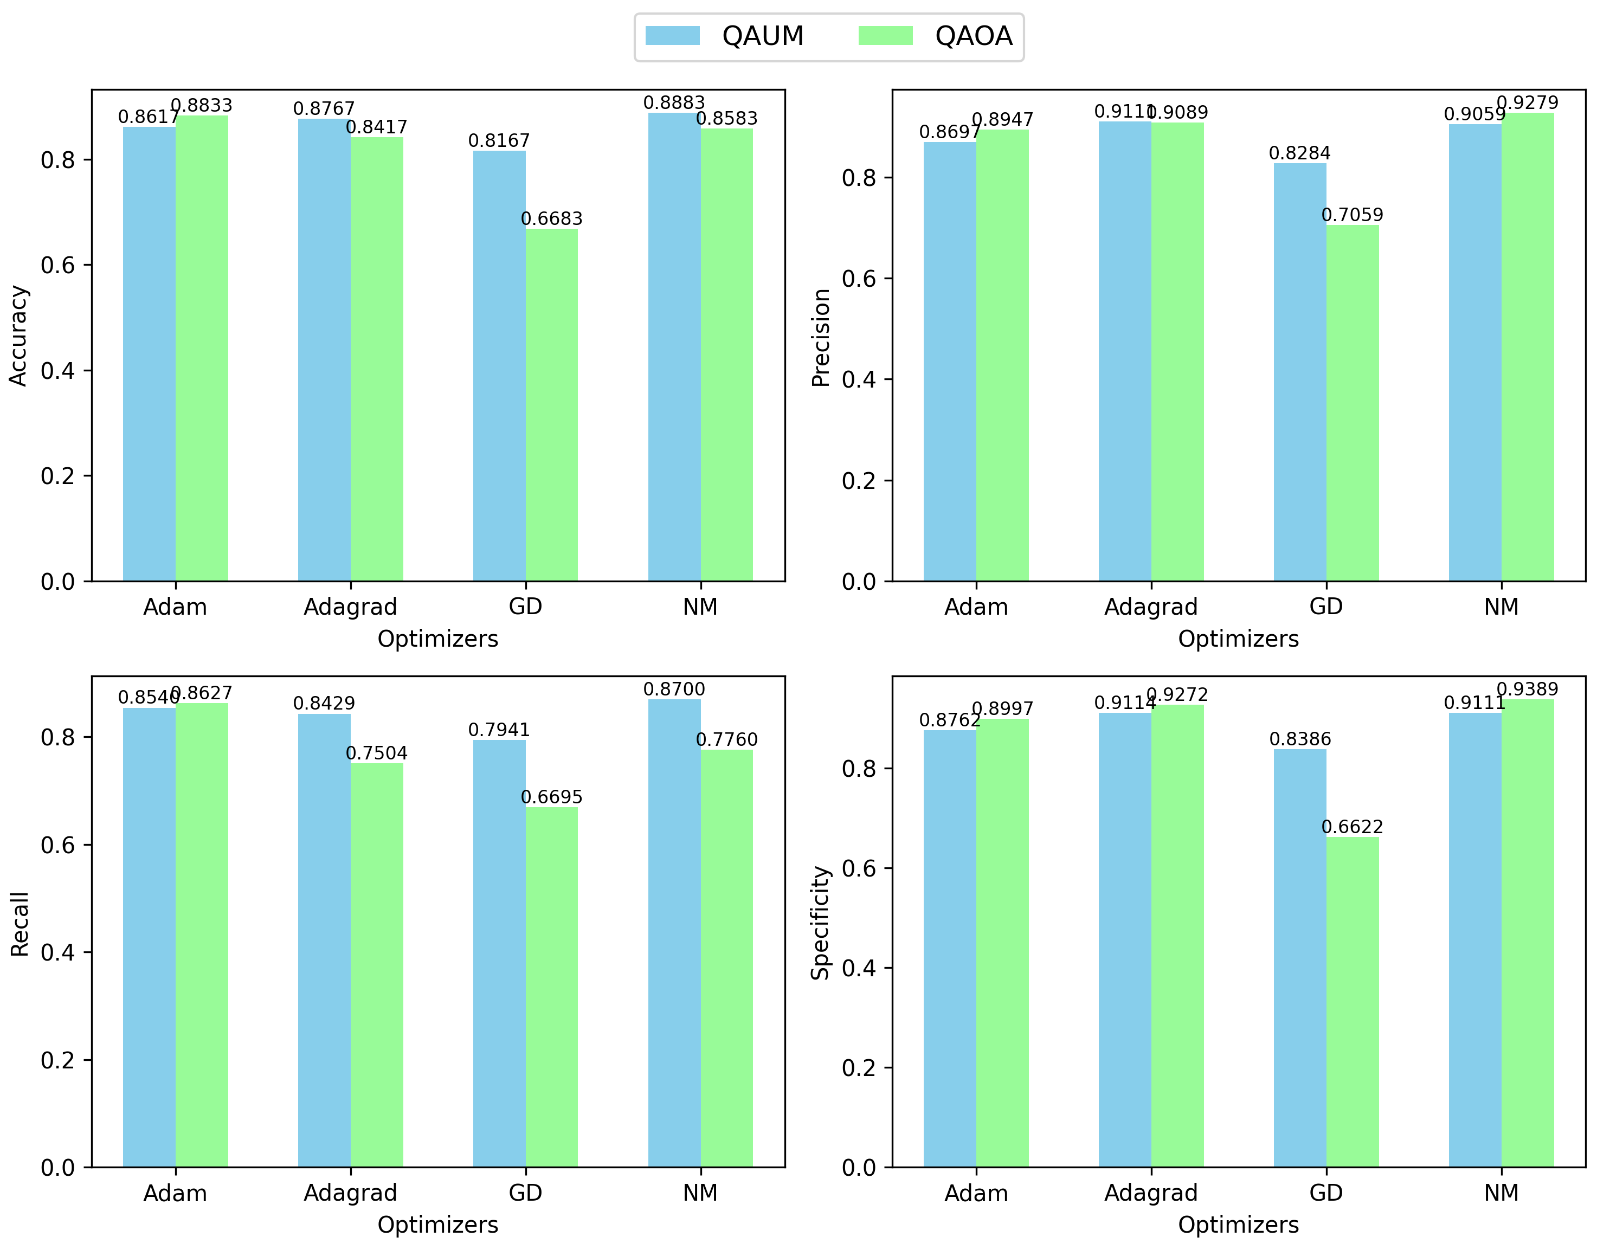 QAUM QAOA
0.8617 0.8833 0.8767 0.8417 0.8167 0.6683 0.8883 0.8583
0.8
0.6
0.4
0.2
0.0
Accuracy
Adam Adagrad GD NM
Optimizers
0.8697 0.8947 0.9111 0.9089 0.8284 0.7059 0.9059 0.9279
0.8
0.6
0.4
0.2
0.0
Precision
Adam Adagrad GD NM
Optimizers
0.8540 0.8627 0.8429 0.7504 0.7941 0.6695 0.8700 0.7760
0.8
0.6
0.4
0.2
0.0
Recall
Adam Adagrad GD NM
Optimizers
0.8762 0.8997 0.9114 0.9272 0.8386 0.6622 0.9111 0.9389
0.8
0.6
0.4
0.2
0.0
Specificity
Adam Adagrad GD NM
Optimizers